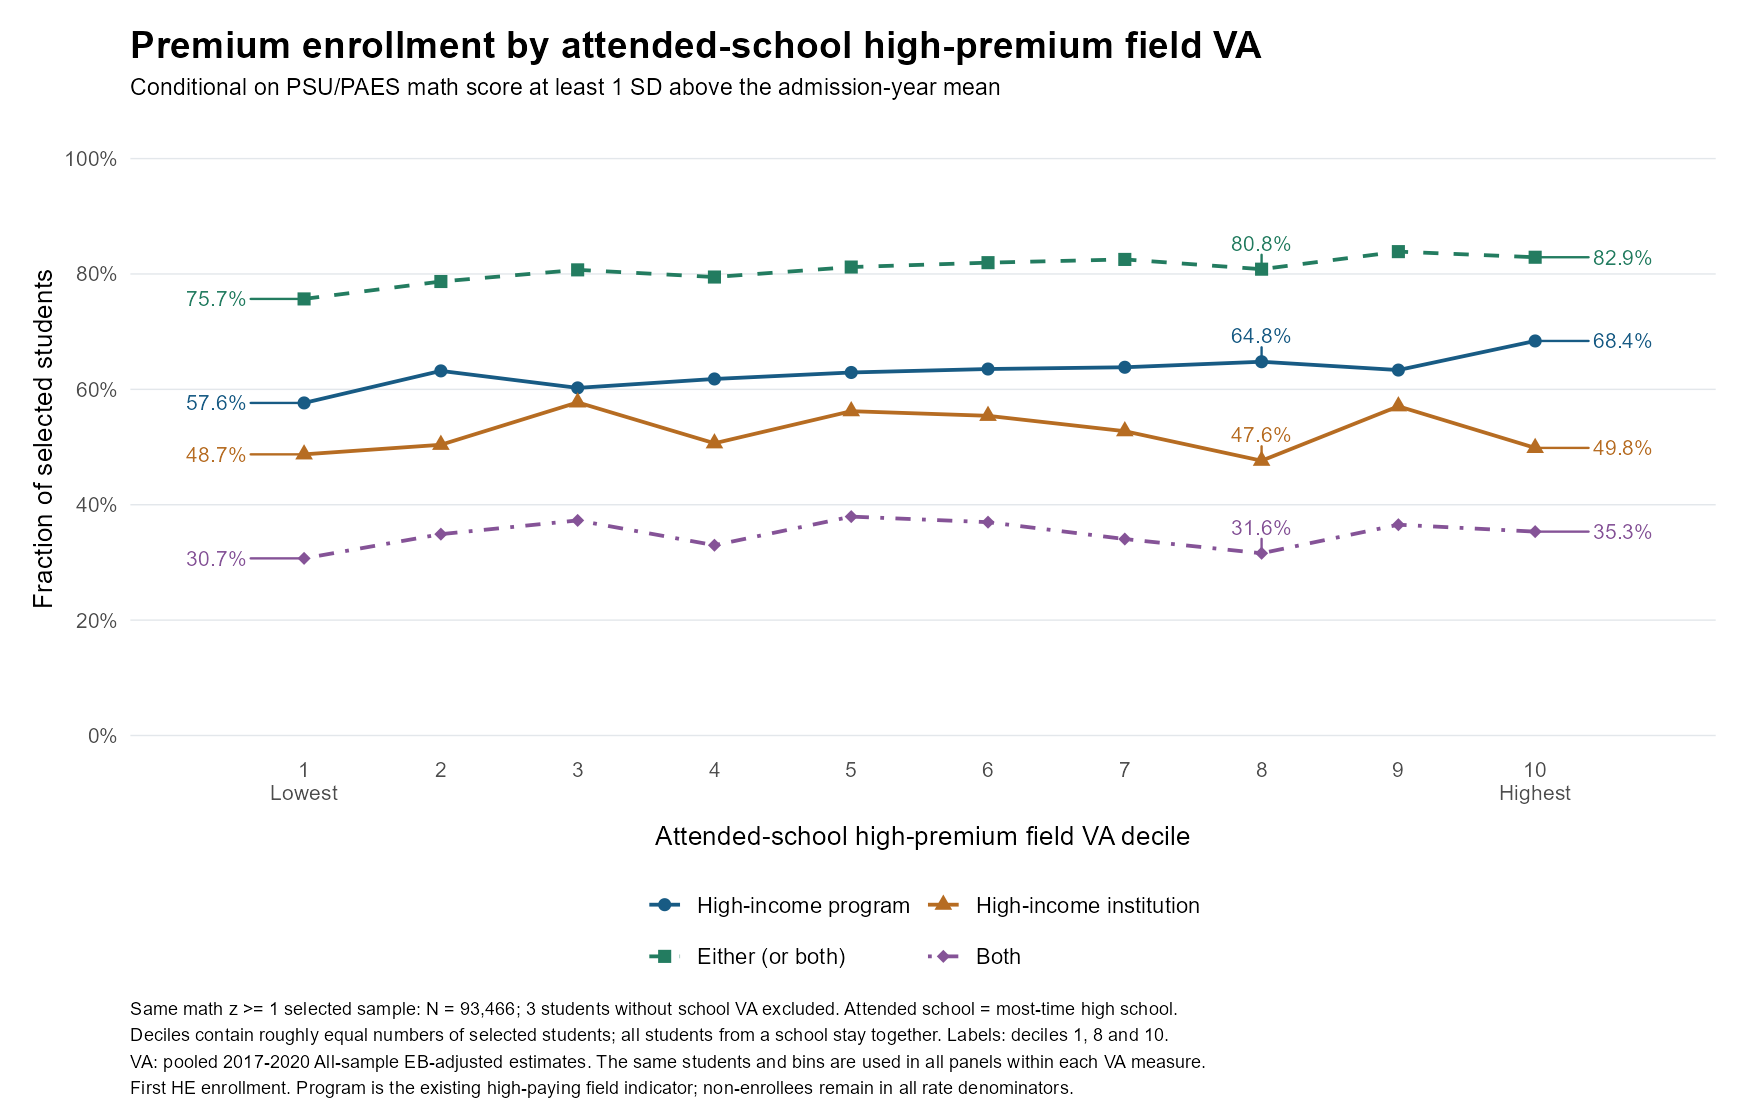 Premium enrollment by attended-school high-premium field VA
Conditional on PSU/PAES math score at least 1 SD above the admission-year mean
Fraction of selected students
100%
80%
60%
40%
20%
0%
75.7%
80.8%
82.9%
57.6%
64.8%
68.4%
48.7%
47.6%
49.8%
30.7%
31.6%
35.3%
1 2 3 4 5 6 7 8 9 10
Lowest Highest
Attended-school high-premium field VA decile
High-income program High-income institution
Either (or both) Both
Same math z >= 1 selected sample: N = 93,466; 3 students without school VA excluded. Attended school = most-time high school.
Deciles contain roughly equal numbers of selected students; all students from a school stay together. Labels: deciles 1, 8 and 10.
VA: pooled 2017-2020 All-sample EB-adjusted estimates. The same students and bins are used in all panels within each VA measure.
First HE enrollment. Program is the existing high-paying field indicator; non-enrollees remain in all rate denominators.